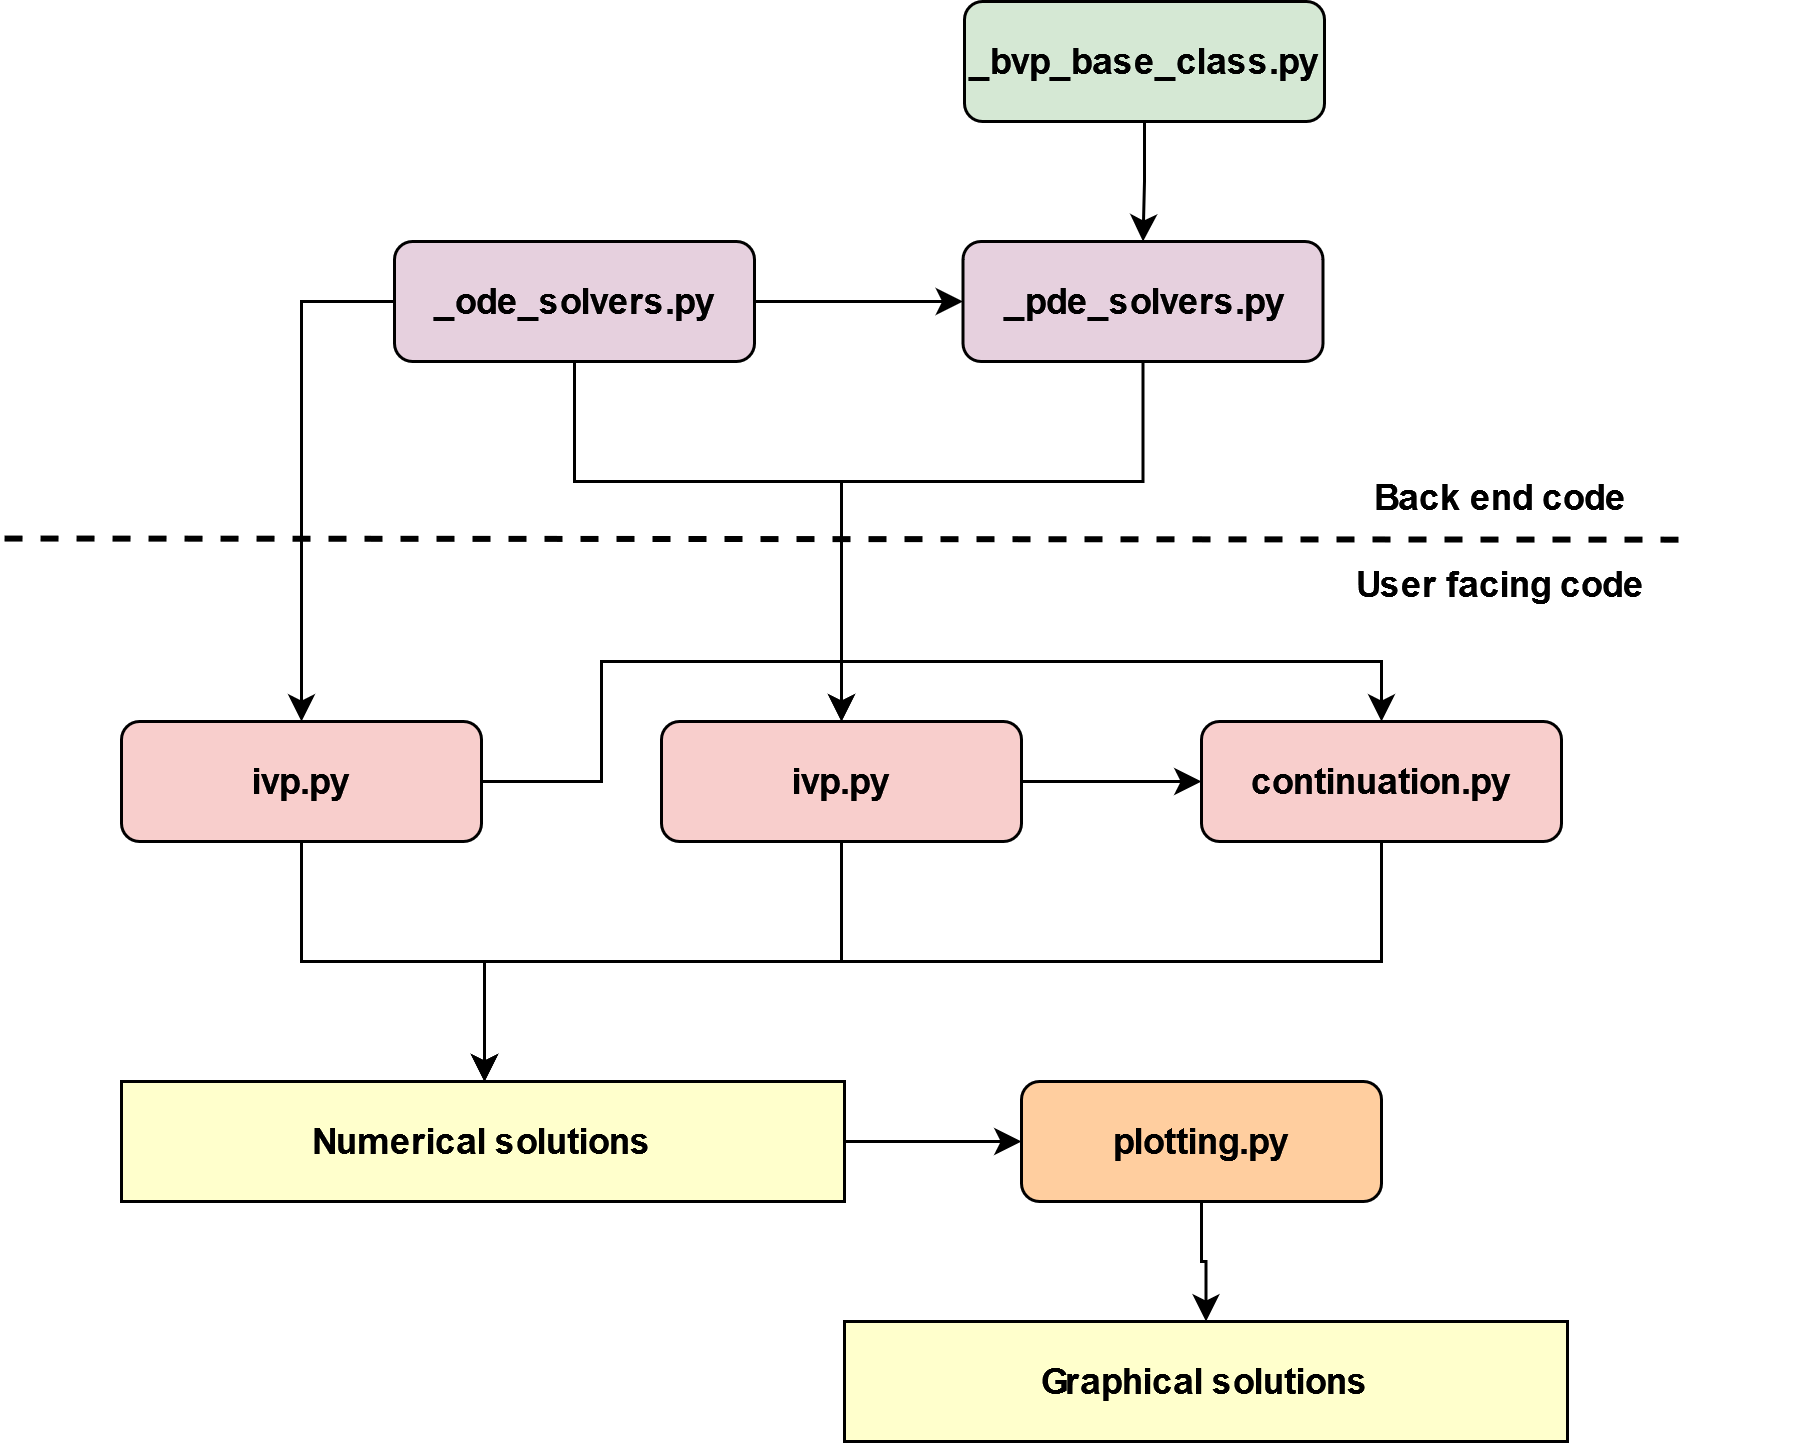 _bvp_base_class.py
_ode_solvers.py
_pde_solvers.py
Back end code
User facing code
ivp.py
ivp.py
continuation.py
Numerical solutions
plotting.py
Graphical solutions